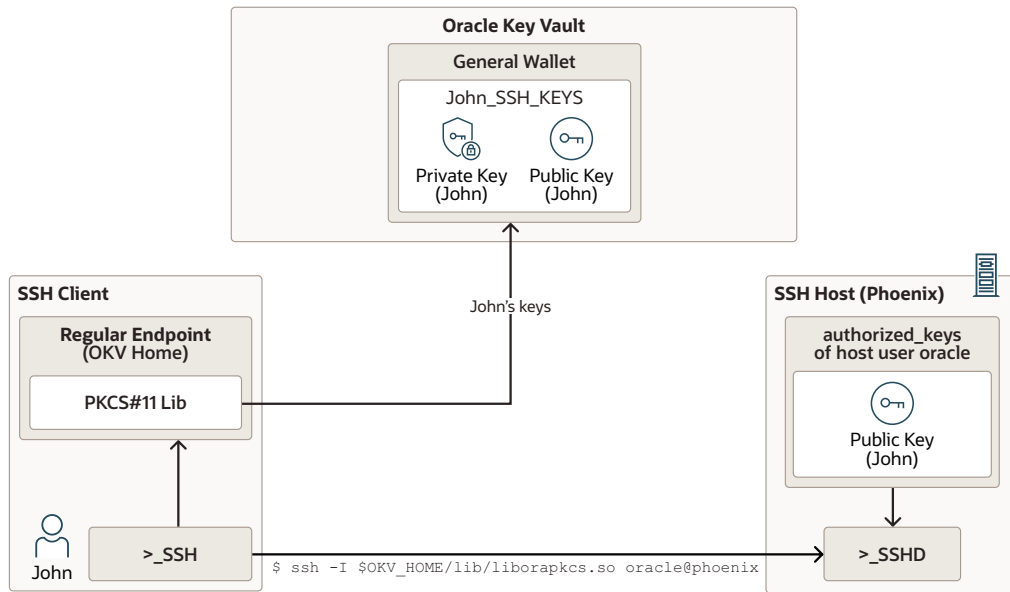 Oracle Key Vault
General Wallet
John_SSH_KEYS
Private Key
(John)
Public Key
(John)
John's keys
SSH Client
Regular Endpoint
(OKV Home)
PKCS#11 Lib
John
>_SSH
$ ssh -I $OKV_HOME/lib/liborapkcs.so oracle@phoenix
SSH Host (Phoenix)
authorized_keys
of host user oracle
Public Key
(John)
>_SSHD